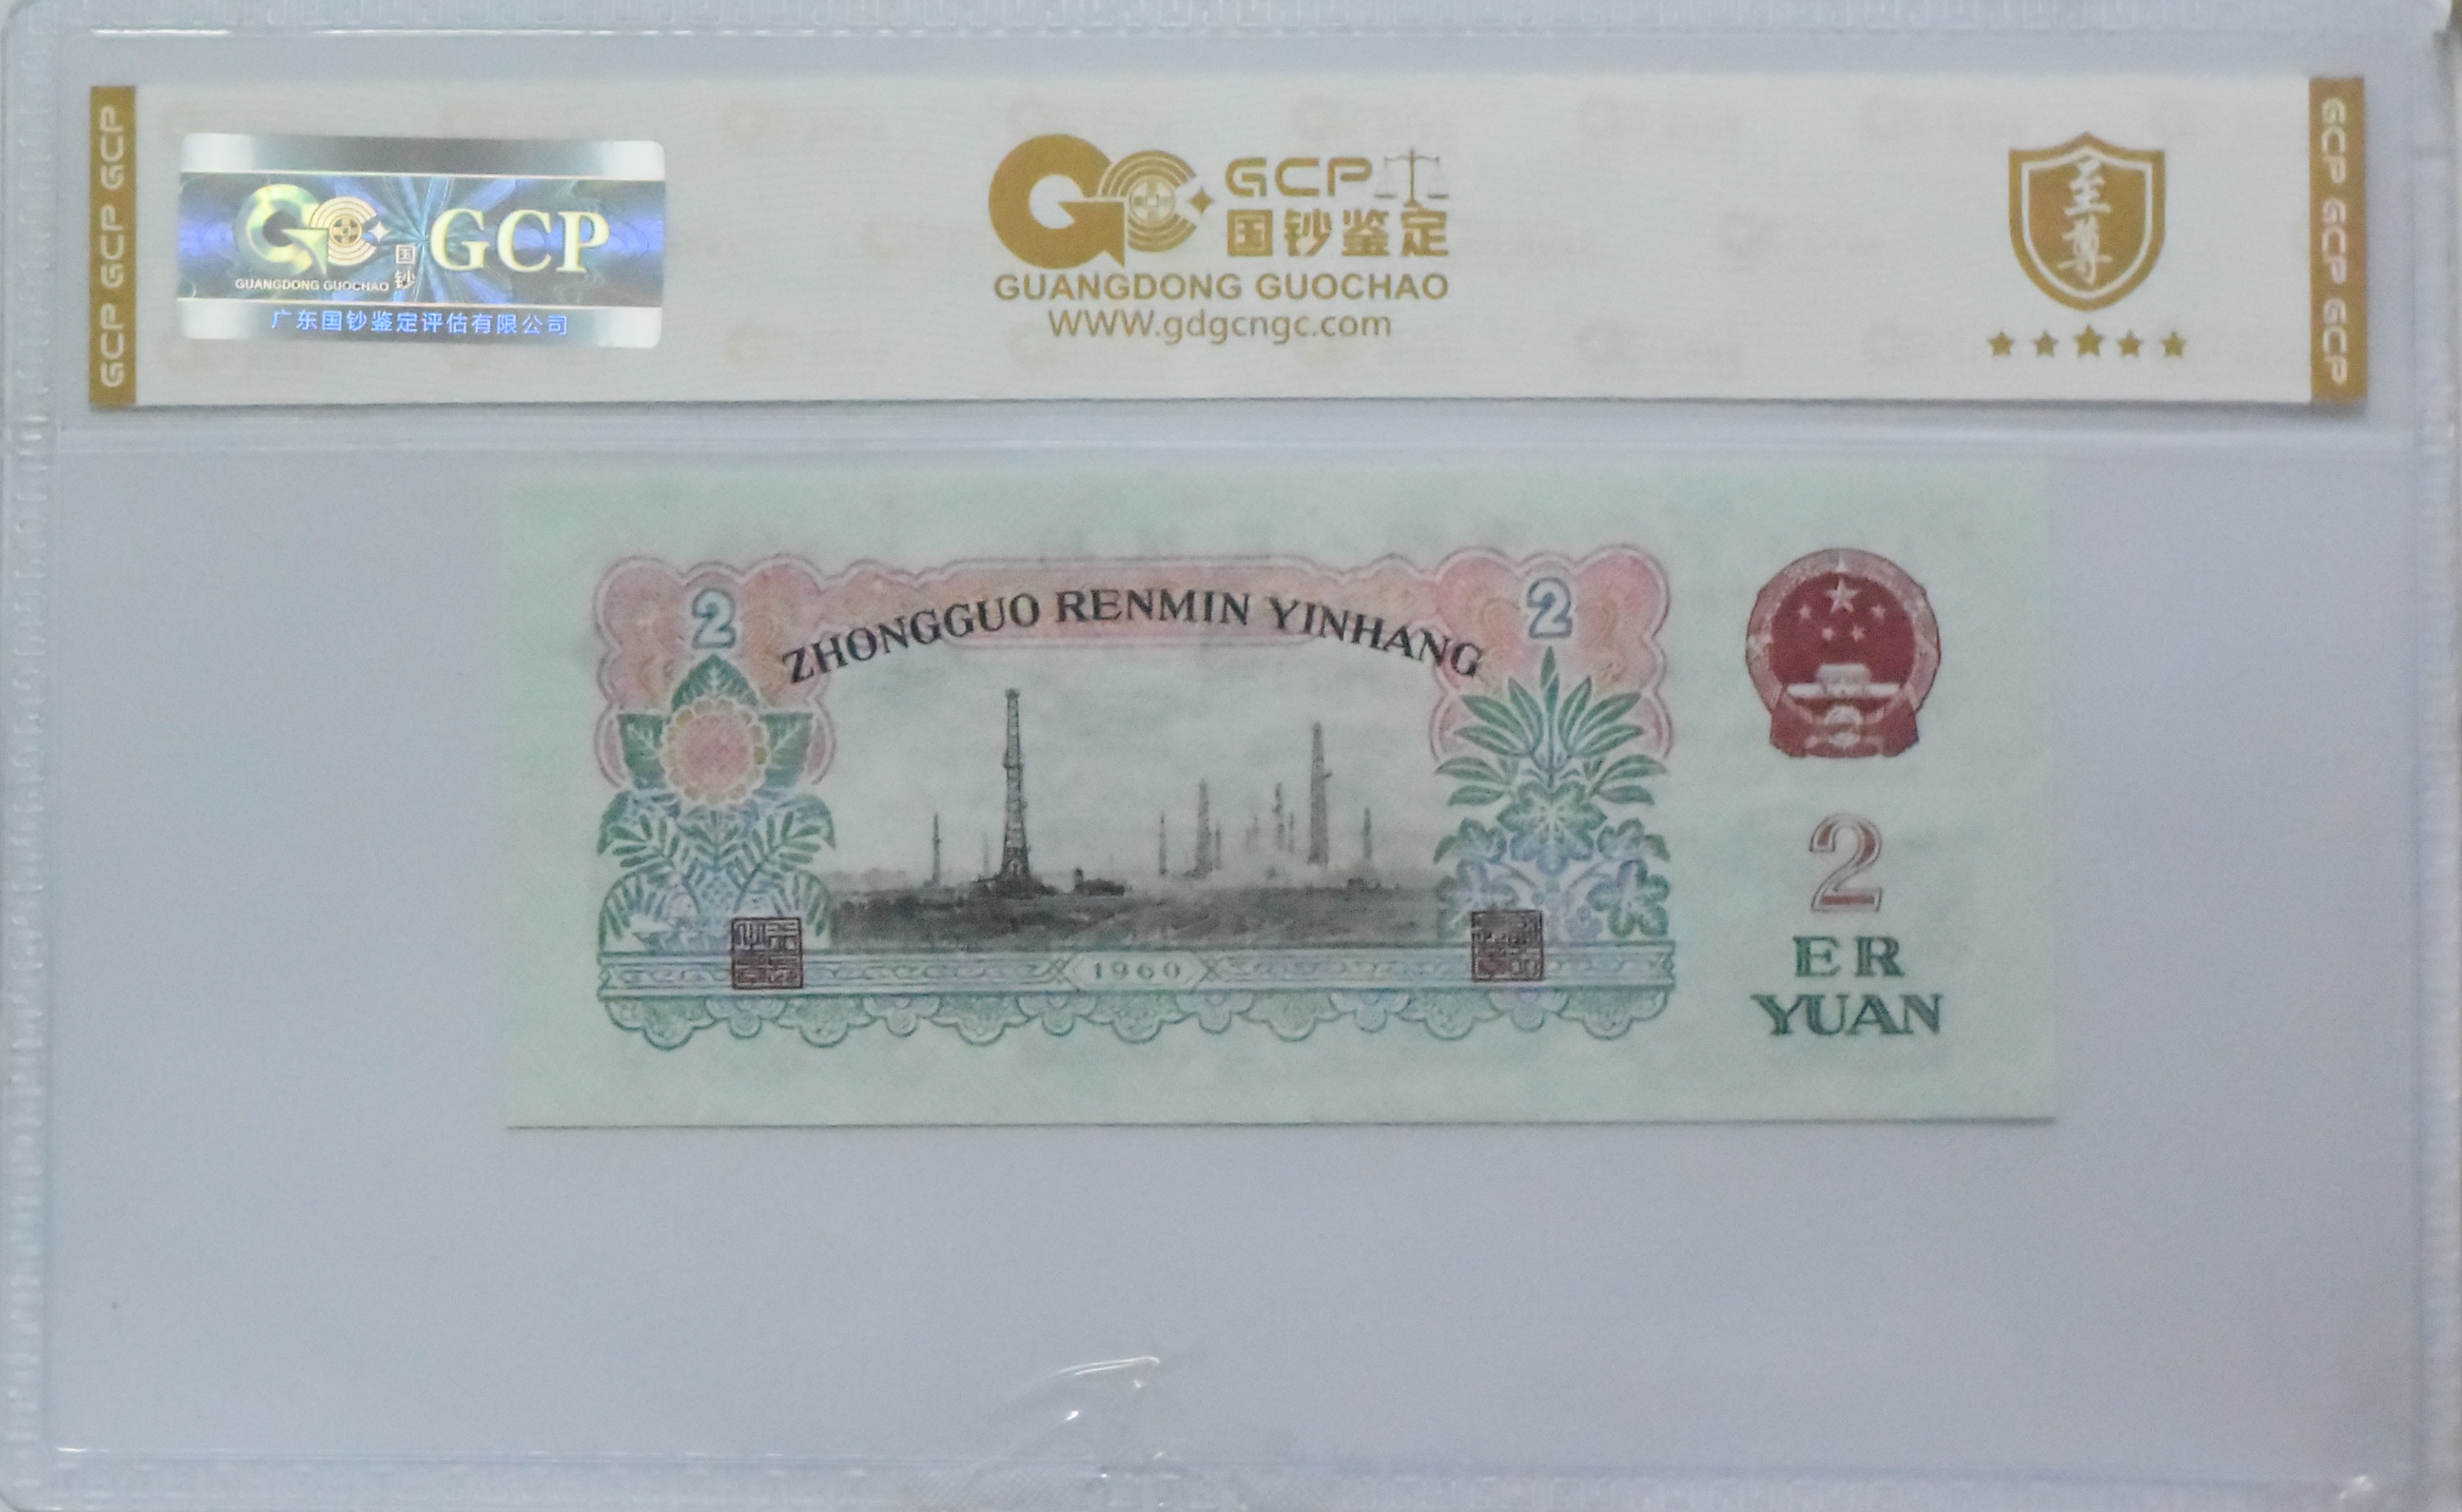 GCP GCP GCP
GUANGDONG GUOCHAO
国钞
GCP
广东国钞鉴定评估有限公司
GCP
国钞鉴定
GUANGDONG GUOCHAO
WWW.gdgcngc.com
至尊
GCP GCP GCP
2
ZHONGGUO RENMIN YINHANG
2
1960
2
ER
YUAN